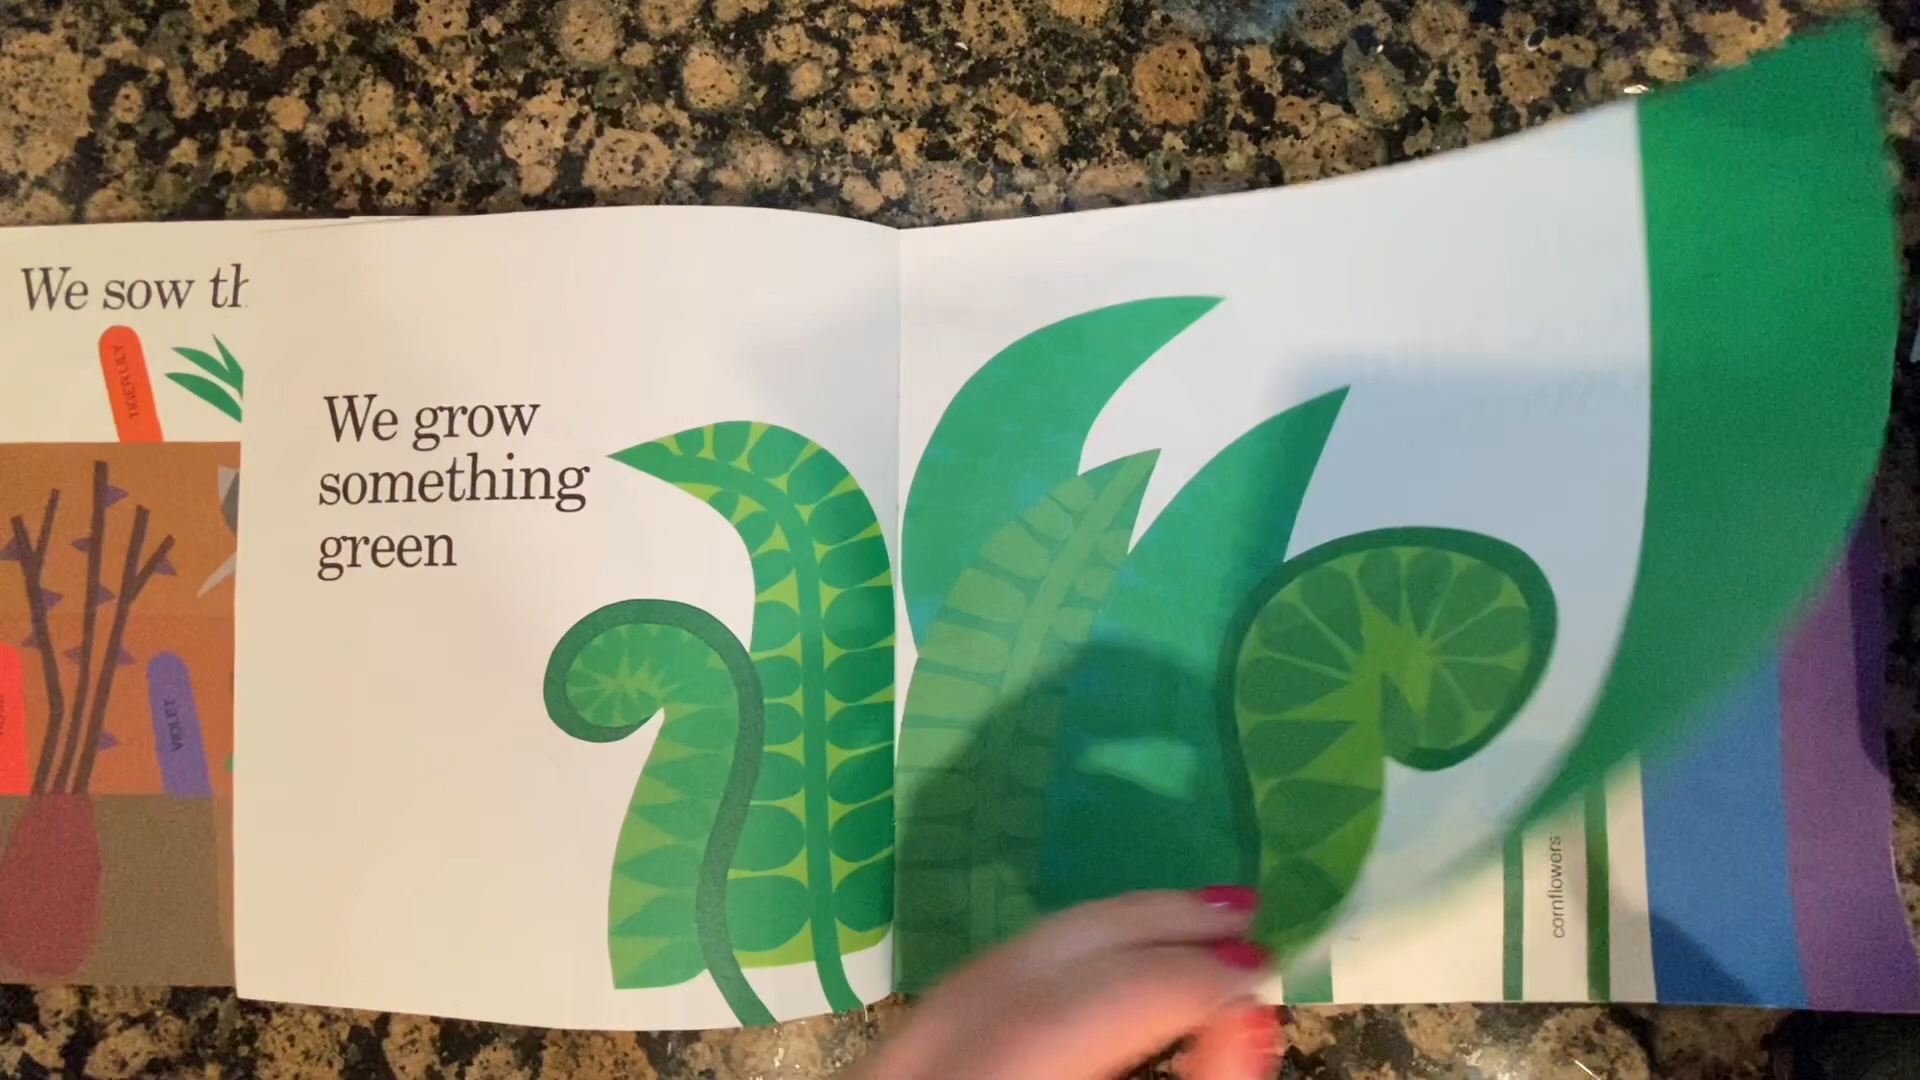 We sow th
TIGER LILY
VIOLET
We grow
something
green
cornflowers